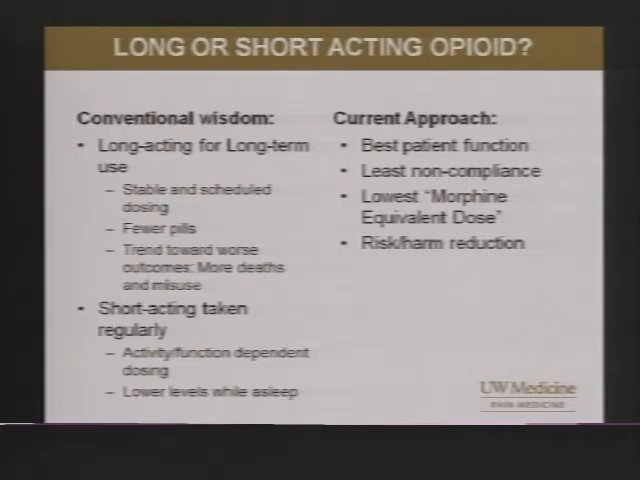 LONG OR SHORT ACTING OPIOID?
Conventional wisdom:
• Long-acting for Long-term
use
– Stable and scheduled
dosing
– Fewer pills
– Trend toward worse
outcomes: More deaths
and misuse
• Short-acting taken
regularly
– Activity/function dependent
dosing
– Lower levels while asleep
Current Approach:
• Best patient function
• Least non-compliance
• Lowest “Morphine
Equivalent Dose”
• Risk/harm reduction
UW Medicine
PAIN MEDICINE